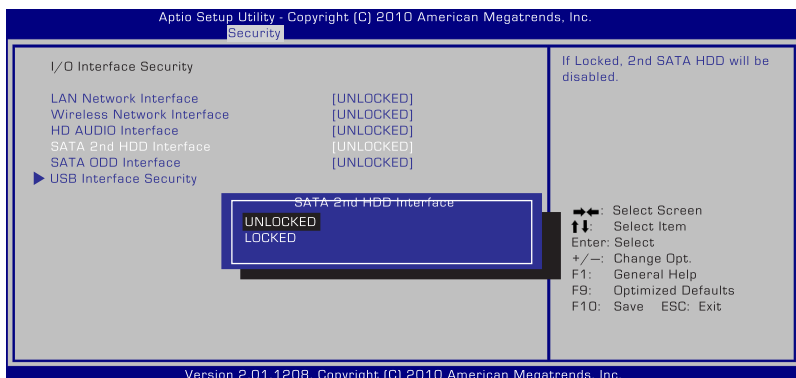 Aptio Setup Utility - Copyright (C) 2010 American Megatrends, Inc.
Security
I/O Interface Security
LAN Network Interface [UNLOCKED]
Wireless Network Interface [UNLOCKED]
HD AUDIO Interface [UNLOCKED]
SATA 2nd HDD Interface [UNLOCKED]
SATA ODD Interface [UNLOCKED]
USB Interface Security
SATA 2nd HDD Interface
UNLOCKED
LOCKED
If Locked, 2nd SATA HDD will be
disabled.
→←: Select Screen
↑↓: Select Item
Enter: Select
+/—: Change Opt.
F1: General Help
F9: Optimized Defaults
F10: Save ESC: Exit
Version 2.01.1208. Copyright (C) 2010 American Megatrends, Inc.